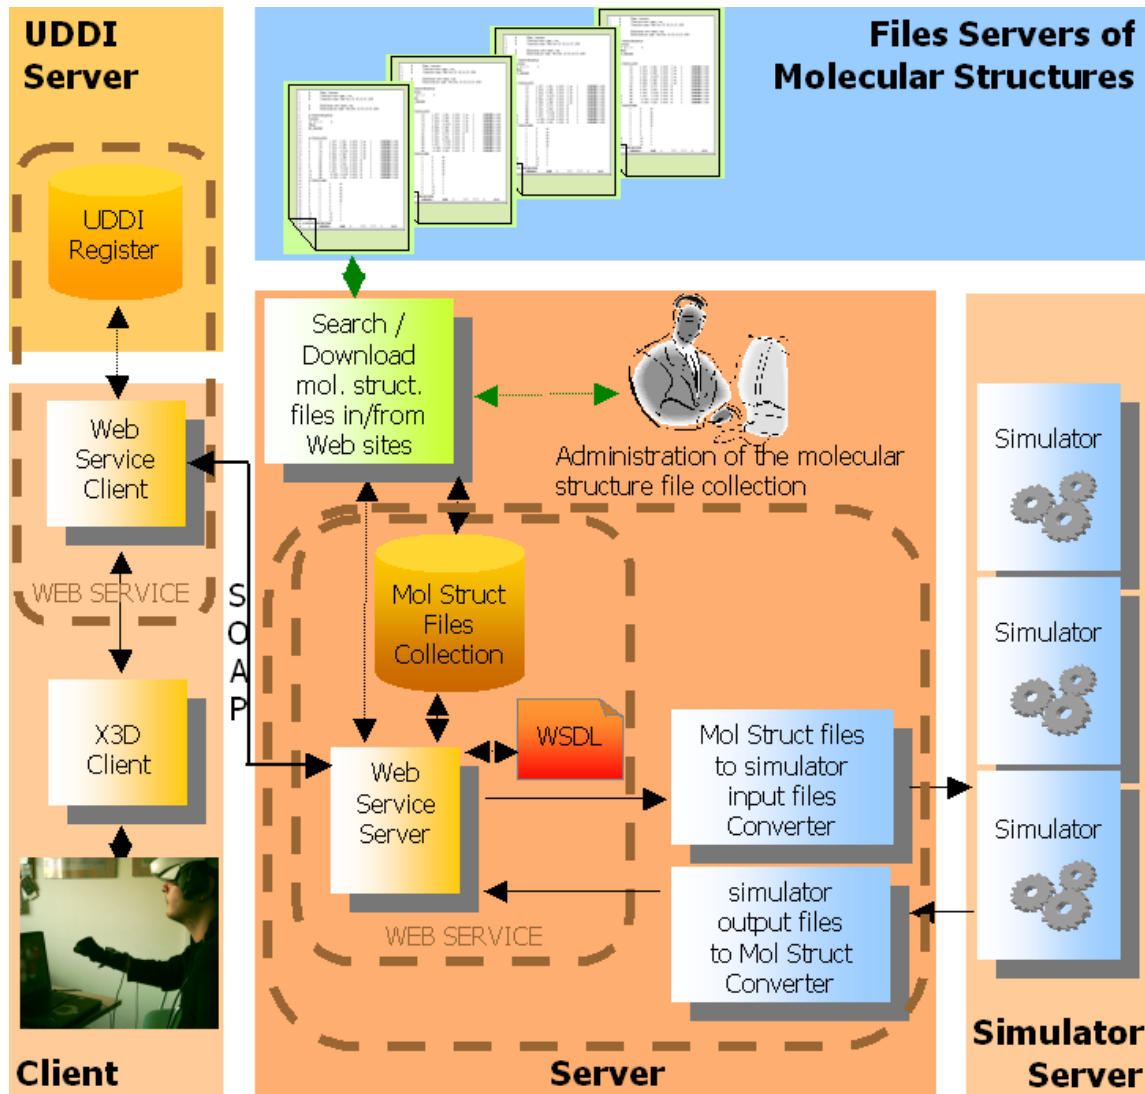 UDDI
Server
Files Servers of
Molecular Structures
UDDI
Register
Search /
Download
mol. struct.
files in/from
Web sites
Administration of the molecular
structure file collection
Web
Service
Client
WEB SERVICE
SOAP
X3D
Client
Client
Mol Struct
Files
Collection
WSDL
Web
Service
Server
WEB SERVICE
Mol Struct files
to simulator
input files
Converter
simulator
output files
to Mol Struct
Converter
Server
Simulator
Simulator
Simulator
Simulator
Server